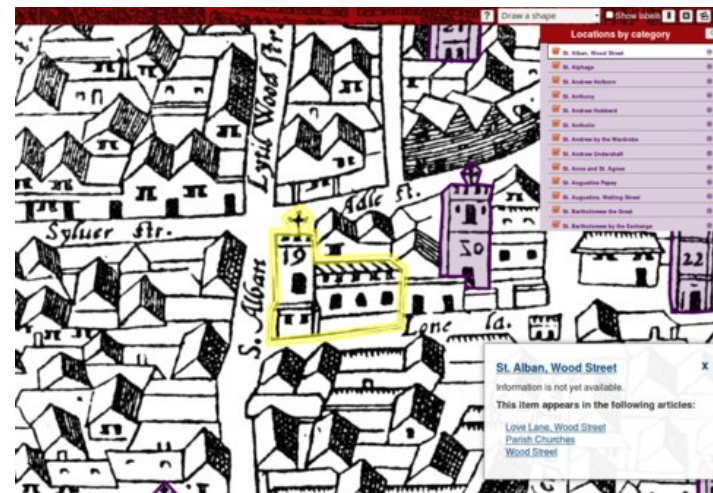 ?
Draw a shape
Show labels
Locations by category
St. Alban, Wood Street
St. Alphage
St. Andrew Holborn
St. Anthony
St. Andrew Hubbard
St. Antholin
St. Andrew by the Wardrobe
St. Andrew Undershaft
St. Anne and St. Agnes
St. Augustine Papey
St. Augustine, Watling Street
St. Bartholomew the Great
St. Bartholomew by the Exchange
Lytil Wood str.
Adle st.
Syluer str.
19
20
22
S. Alban
Lone la.
St. Alban, Wood Street
X
Information is not yet available.
This item appears in the following articles:
Love Lane, Wood Street
Parish Churches
Wood Street